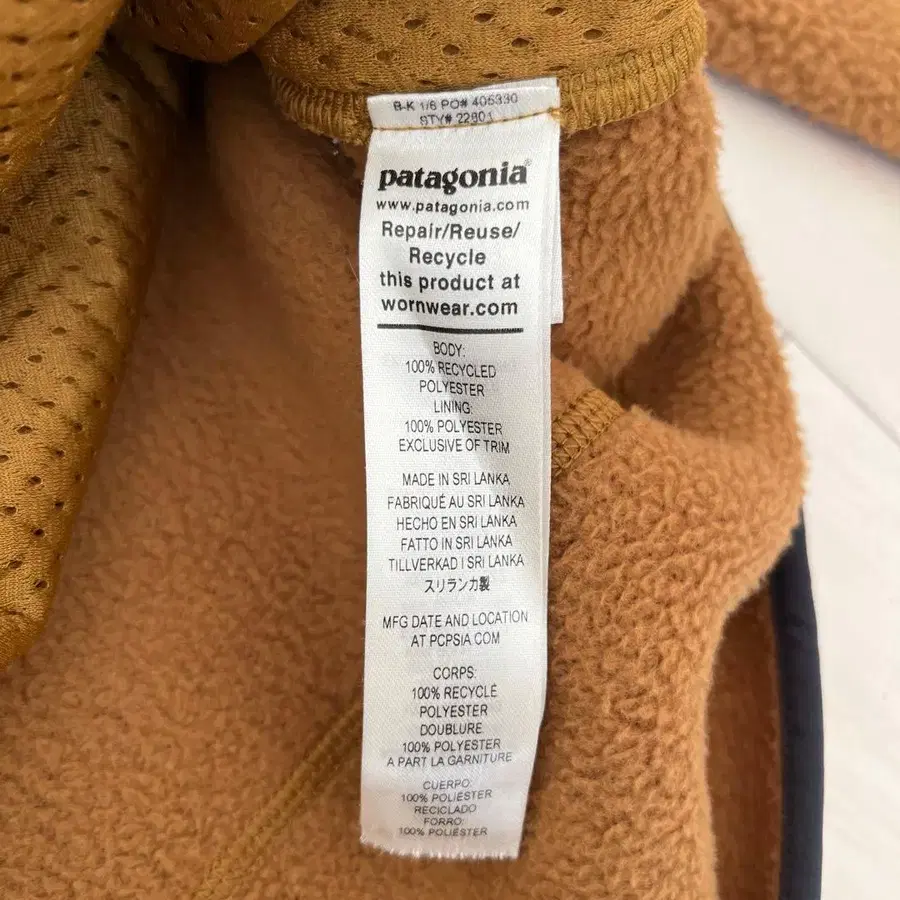 B-K 1/6 PO# 405330
STY# 22801
patagonia®
www.patagonia.com
Repair/Reuse/
Recycle
this product at
wornwear.com
BODY:
100% RECYCLED
POLYESTER
LINING:
100% POLYESTER
EXCLUSIVE OF TRIM
MADE IN SRI LANKA
FABRIQUÉ AU SRI LANKA
HECHO EN SRI LANKA
FATTO IN SRI LANKA
TILLVERKAD I SRI LANKA
スリランカ製
MFG DATE AND LOCATION
AT PCPSIA.COM
CORPS:
100% RECYCLÉ
POLYESTER
DOUBLURE:
100% POLYESTER
A PART LA GARNITURE
CUERPO:
100% POLIÉSTER
RECICLADO
FORRO:
100% POLIÉSTER